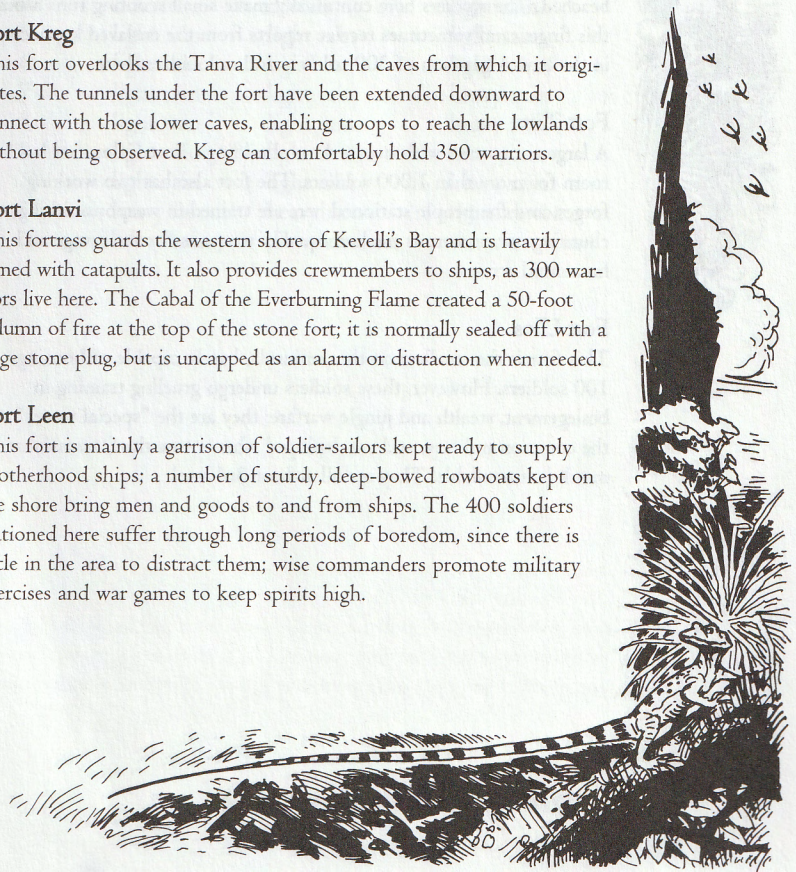 ort Kreg
his fort overlooks the Tanva River and the caves from which it origi-
tes. The tunnels under the fort have been extended downward to
nnect with those lower caves, enabling troops to reach the lowlands
thout being observed. Kreg can comfortably hold 350 warriors.
ort Lanvi
his fortress guards the western shore of Kevelli's Bay and is heavily
med with catapults. It also provides crewmembers to ships, as 300 war-
ors live here. The Cabal of the Everburning Flame created a 50-foot
lumn of fire at the top of the stone fort; it is normally sealed off with a
ge stone plug, but is uncapped as an alarm or distraction when needed.
ort Leen
his fort is mainly a garrison of soldier-sailors kept ready to supply
otherhood ships; a number of sturdy, deep-bowed rowboats kept on
e shore bring men and goods to and from ships. The 400 soldiers
tioned here suffer through long periods of boredom, since there is
tle in the area to distract them; wise commanders promote military
ercises and war games to keep spirits high.